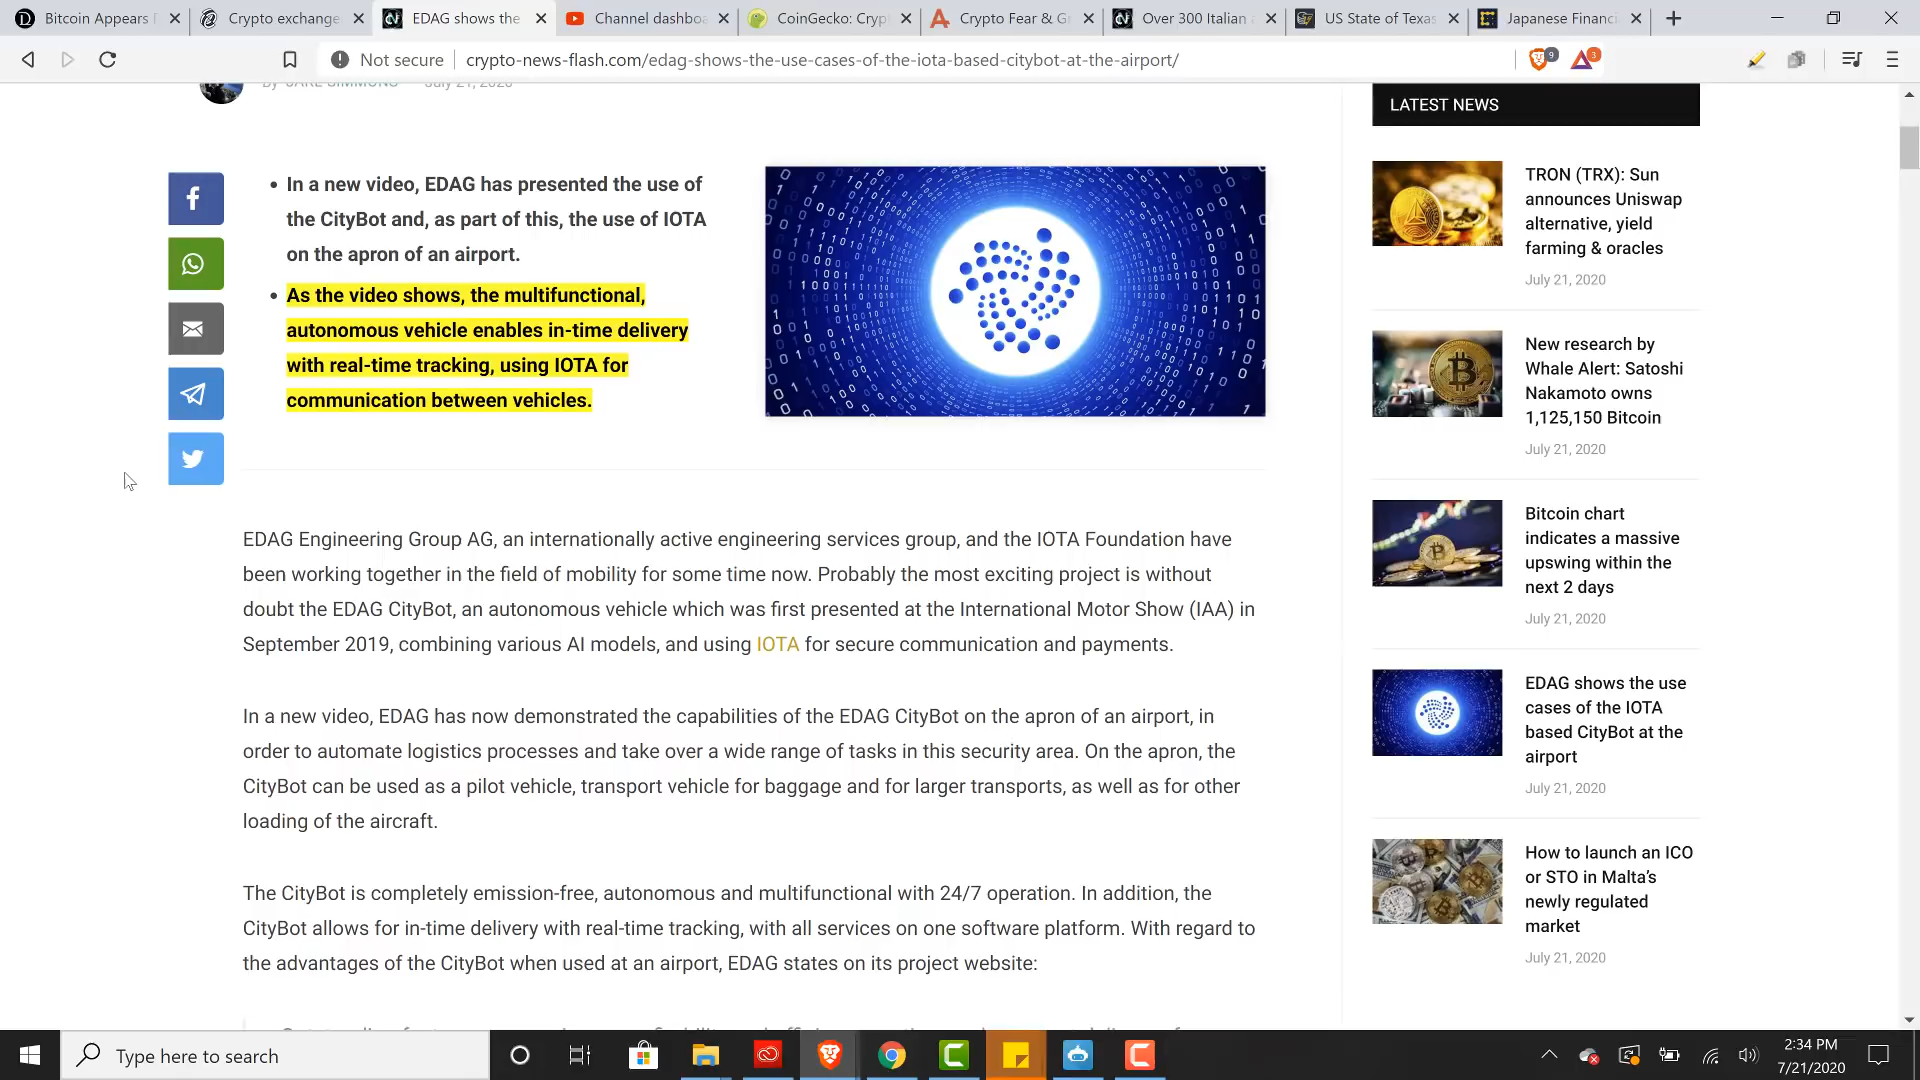 Bitcoin Appears
Crypto exchange
EDAG shows the
Channel dashboa
CoinGecko: Cryp
Crypto Fear & G
Over 300 Italian
US State of Texas
Japanese Financi
Not secure
crypto-news-flash.com/edag-shows-the-use-cases-of-the-iota-based-citybot-at-the-airport/
9
3
By CARL SIMMONS July 21, 2020
In a new video, EDAG has presented the use of
the CityBot and, as part of this, the use of IOTA
on the apron of an airport.
As the video shows, the multifunctional,
autonomous vehicle enables in-time delivery
with real-time tracking, using IOTA for
communication between vehicles.
EDAG Engineering Group AG, an internationally active engineering services group, and the IOTA Foundation have
been working together in the field of mobility for some time now. Probably the most exciting project is without
doubt the EDAG CityBot, an autonomous vehicle which was first presented at the International Motor Show (IAA) in
September 2019, combining various AI models, and using IOTA for secure communication and payments.
In a new video, EDAG has now demonstrated the capabilities of the EDAG CityBot on the apron of an airport, in
order to automate logistics processes and take over a wide range of tasks in this security area. On the apron, the
CityBot can be used as a pilot vehicle, transport vehicle for baggage and for larger transports, as well as for other
loading of the aircraft.
The CityBot is completely emission-free, autonomous and multifunctional with 24/7 operation. In addition, the
CityBot allows for in-time delivery with real-time tracking, with all services on one software platform. With regard to
the advantages of the CityBot when used at an airport, EDAG states on its project website:
LATEST NEWS
TRON (TRX): Sun
announces Uniswap
alternative, yield
farming & oracles
July 21, 2020
New research by
Whale Alert: Satoshi
Nakamoto owns
1,125,150 Bitcoin
July 21, 2020
Bitcoin chart
indicates a massive
upswing within the
next 2 days
July 21, 2020
EDAG shows the use
cases of the IOTA
based CityBot at the
airport
July 21, 2020
How to launch an ICO
or STO in Malta's
newly regulated
market
July 21, 2020
Type here to search
2:34 PM
7/21/2020